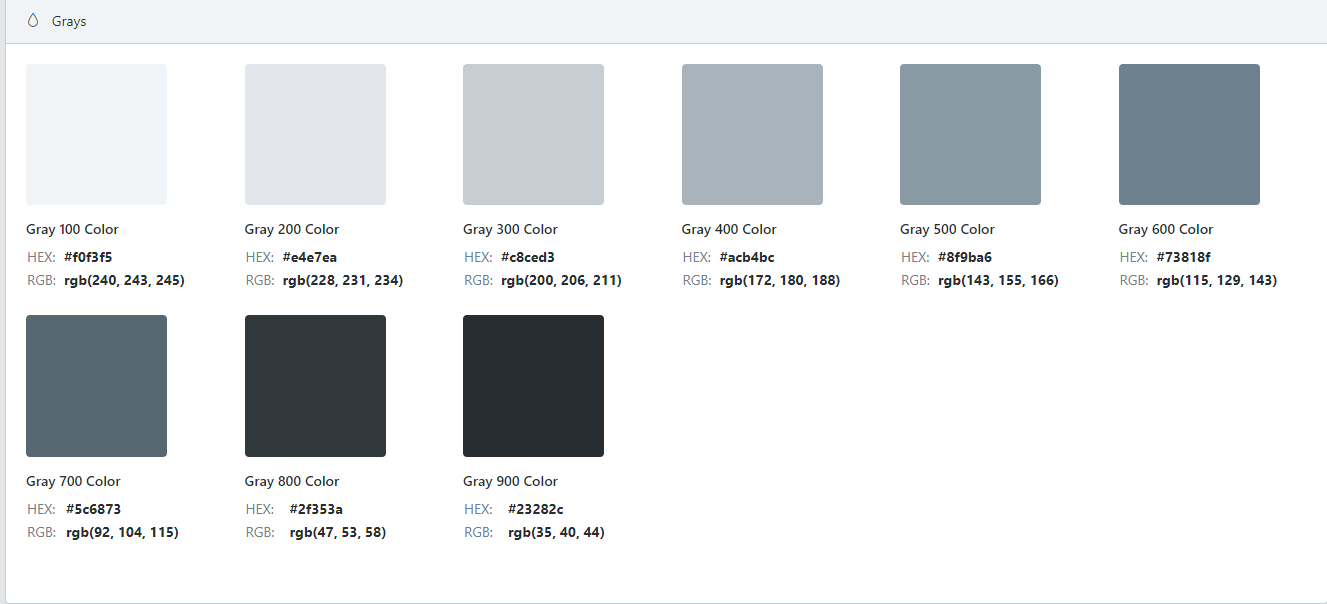 Grays
Gray 100 Color
HEX: #f0f3f5
RGB: rgb(240, 243, 245)
Gray 200 Color
HEX: #e4e7ea
RGB: rgb(228, 231, 234)
Gray 300 Color
HEX: #c8ced3
RGB: rgb(200, 206, 211)
Gray 400 Color
HEX: #acb4bc
RGB: rgb(172, 180, 188)
Gray 500 Color
HEX: #8f9ba6
RGB: rgb(143, 155, 166)
Gray 600 Color
HEX: #73818f
RGB: rgb(115, 129, 143)
Gray 700 Color
HEX: #5c6873
RGB: rgb(92, 104, 115)
Gray 800 Color
HEX: #2f353a
RGB: rgb(47, 53, 58)
Gray 900 Color
HEX: #23282c
RGB: rgb(35, 40, 44)